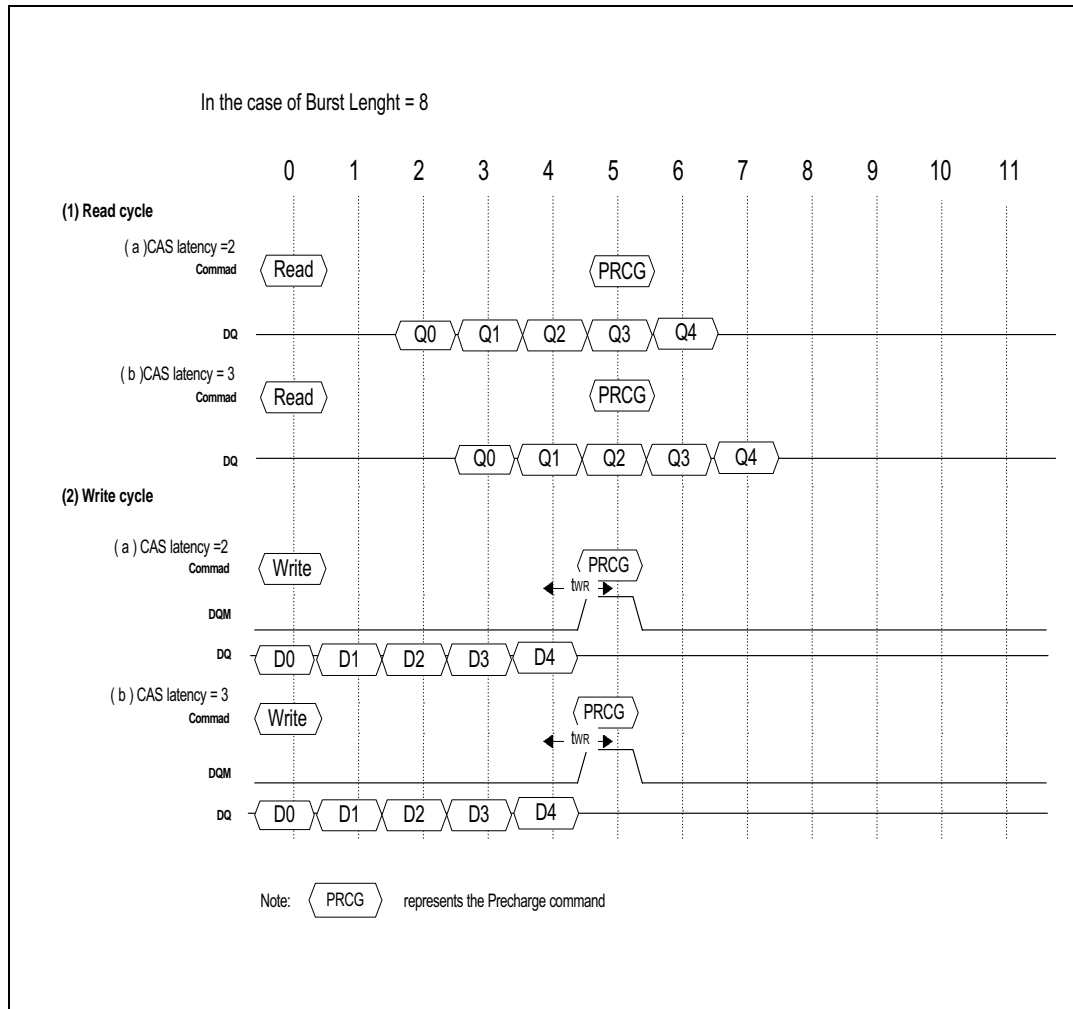 In the case of Burst Lenght = 8
0 1 2 3 4 5 6 7 8 9 10 11
(1) Read cycle
( a )CAS latency =2
Commad Read PRCG
DQ Q0 Q1 Q2 Q3 Q4
( b )CAS latency = 3
Commad Read PRCG
DQ Q0 Q1 Q2 Q3 Q4
(2) Write cycle
( a ) CAS latency =2
Commad Write PRCG
tWR
DQM
DQ D0 D1 D2 D3 D4
( b ) CAS latency = 3
Commad Write PRCG
tWR
DQM
DQ D0 D1 D2 D3 D4
Note: PRCG represents the Precharge command